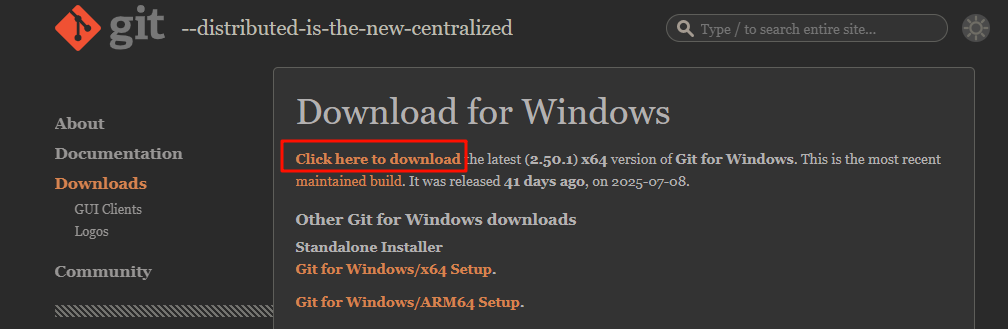 git --distributed-is-the-new-centralized
Type / to search entire site...
About
Documentation
Downloads
GUI Clients
Logos
Community
Download for Windows
Click here to download the latest (2.50.1) x64 version of Git for Windows. This is the most recent
maintained build. It was released 41 days ago, on 2025-07-08.
Other Git for Windows downloads
Standalone Installer
Git for Windows/x64 Setup.
Git for Windows/ARM64 Setup.